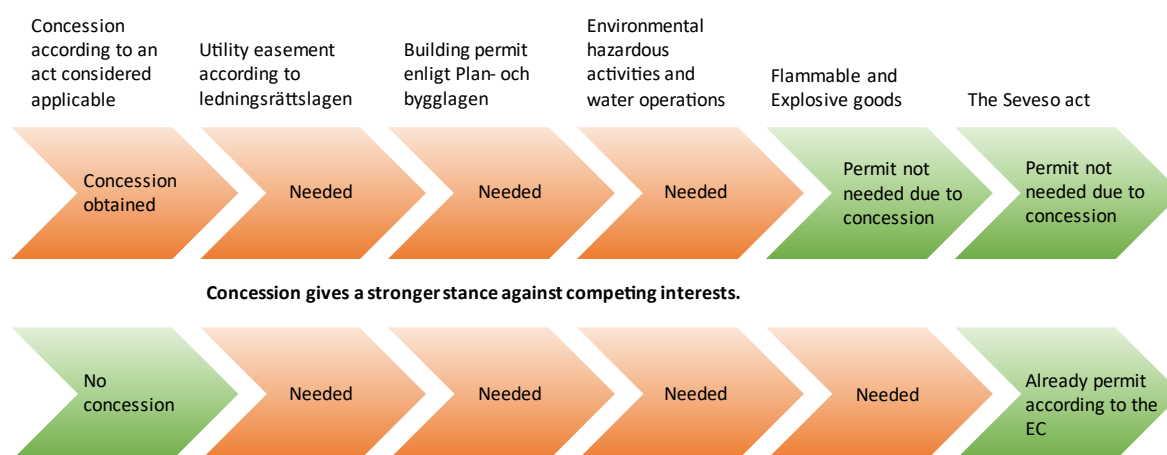 Concession
according to an
act considered
applicable
Utility easement
according to
ledningsrättslagen
Building permit
enligt Plan- och
bygglagen
Environmental
hazardous
activities and
water operations
Flammable and
Explosive goods
The Seveso act
Concession
obtained
Needed
Needed
Needed
Permit not
needed due to
concession
Permit not
needed due to
concession
Concession gives a stronger stance against competing interests.
No
concession
Needed
Needed
Needed
Needed
Already permit
according to the
EC